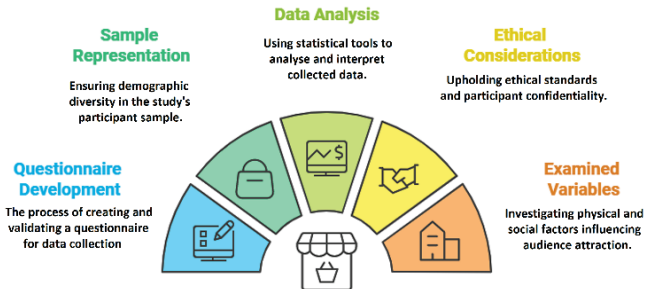 Questionnaire
Development
The process of creating and
validating a questionnaire
for data collection
Sample
Representation
Ensuring demographic
diversity in the study's
participant sample.
Data Analysis
Using statistical tools to
analyse and interpret
collected data.
Ethical
Considerations
Upholding ethical standards
and participant confidentiality.
Examined
Variables
Investigating physical and
social factors influencing
audience attraction.
$